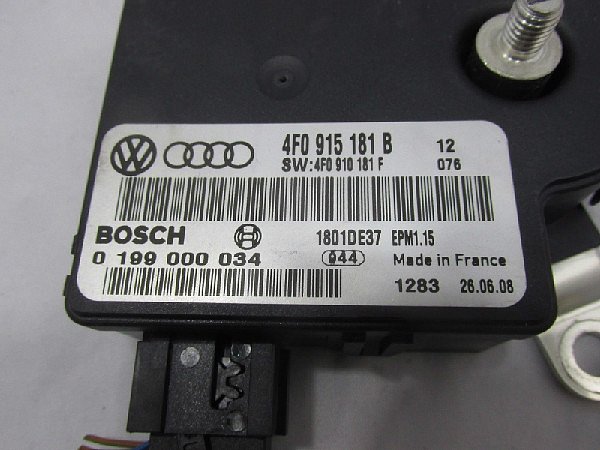 4F0 915 181 B 12
SW:4F0 910 181 F 076
BOSCH 1801DE37 EPM1.15
0 199 000 034 944 Made in France
1283 26.06.08